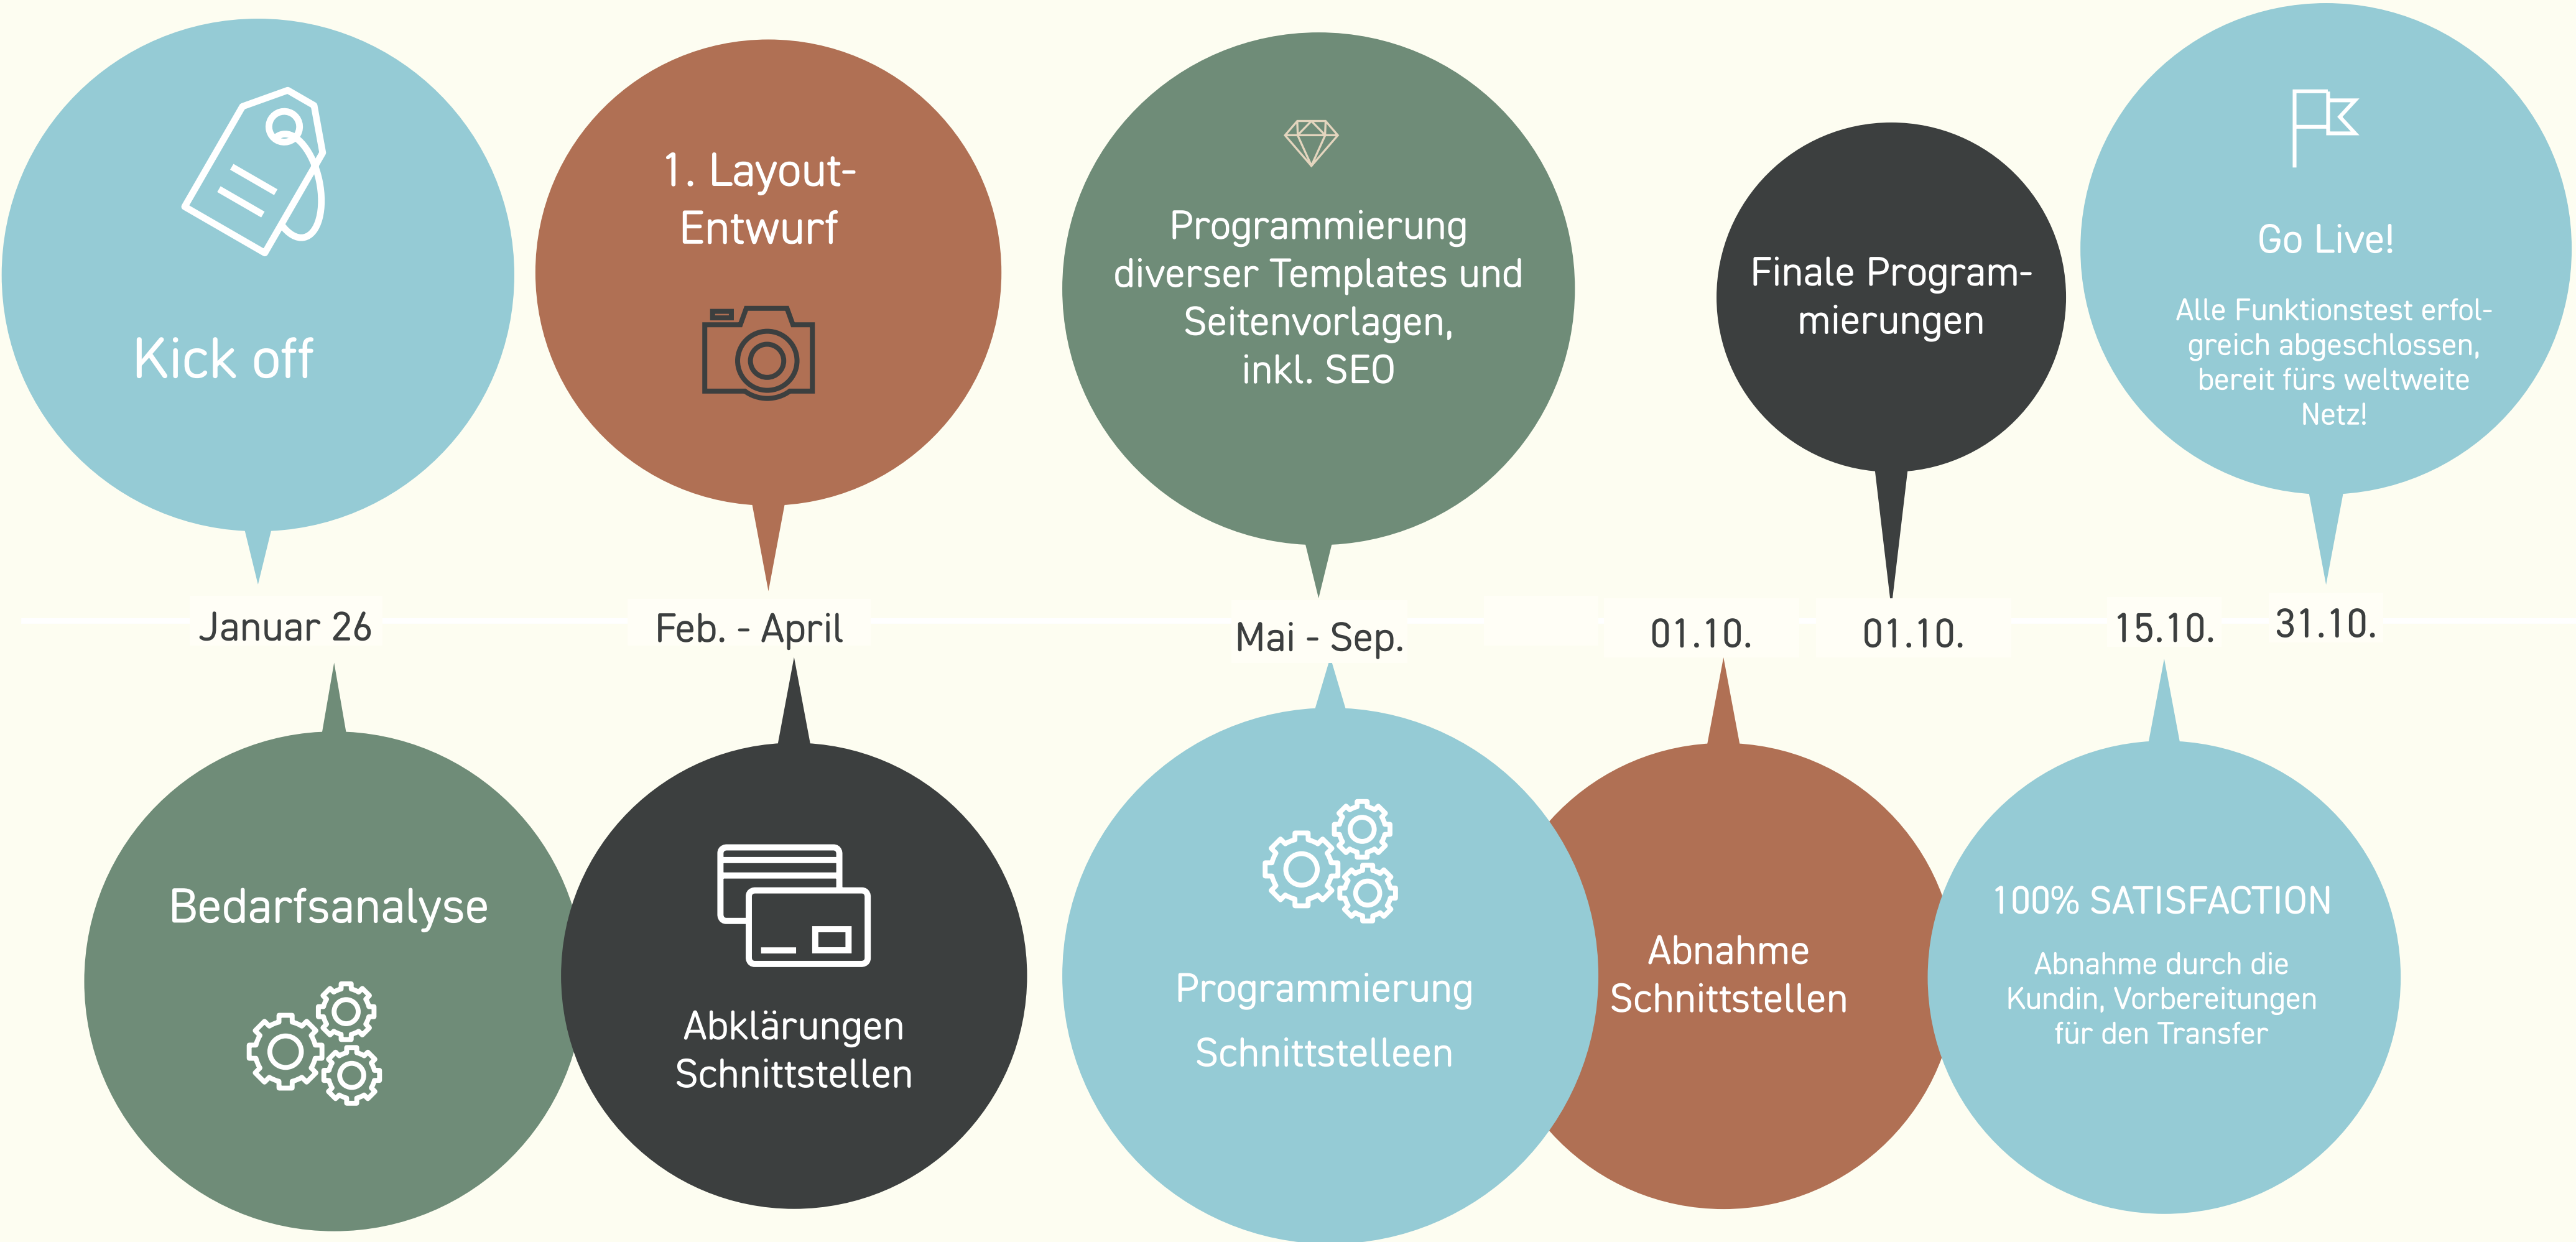 Kick off
1. Layout-
Entwurf
Programmierung
diverser Templates und
Seitenvorlagen,
inkl. SEO
Finale Program-
mierungen
Go Live!
Alle Funktionstest erfol-
greich abgeschlossen,
bereit fürs weltweite
Netz!
Januar 26
Feb. - April
Mai - Sep.
01.10.
01.10.
15.10.
31.10.
Bedarfsanalyse
Abklärungen
Schnittstellen
Programmierung
Schnittstelleen
Abnahme
Schnittstellen
100% SATISFACTION
Abnahme durch die
Kundin, Vorbereitungen
für den Transfer